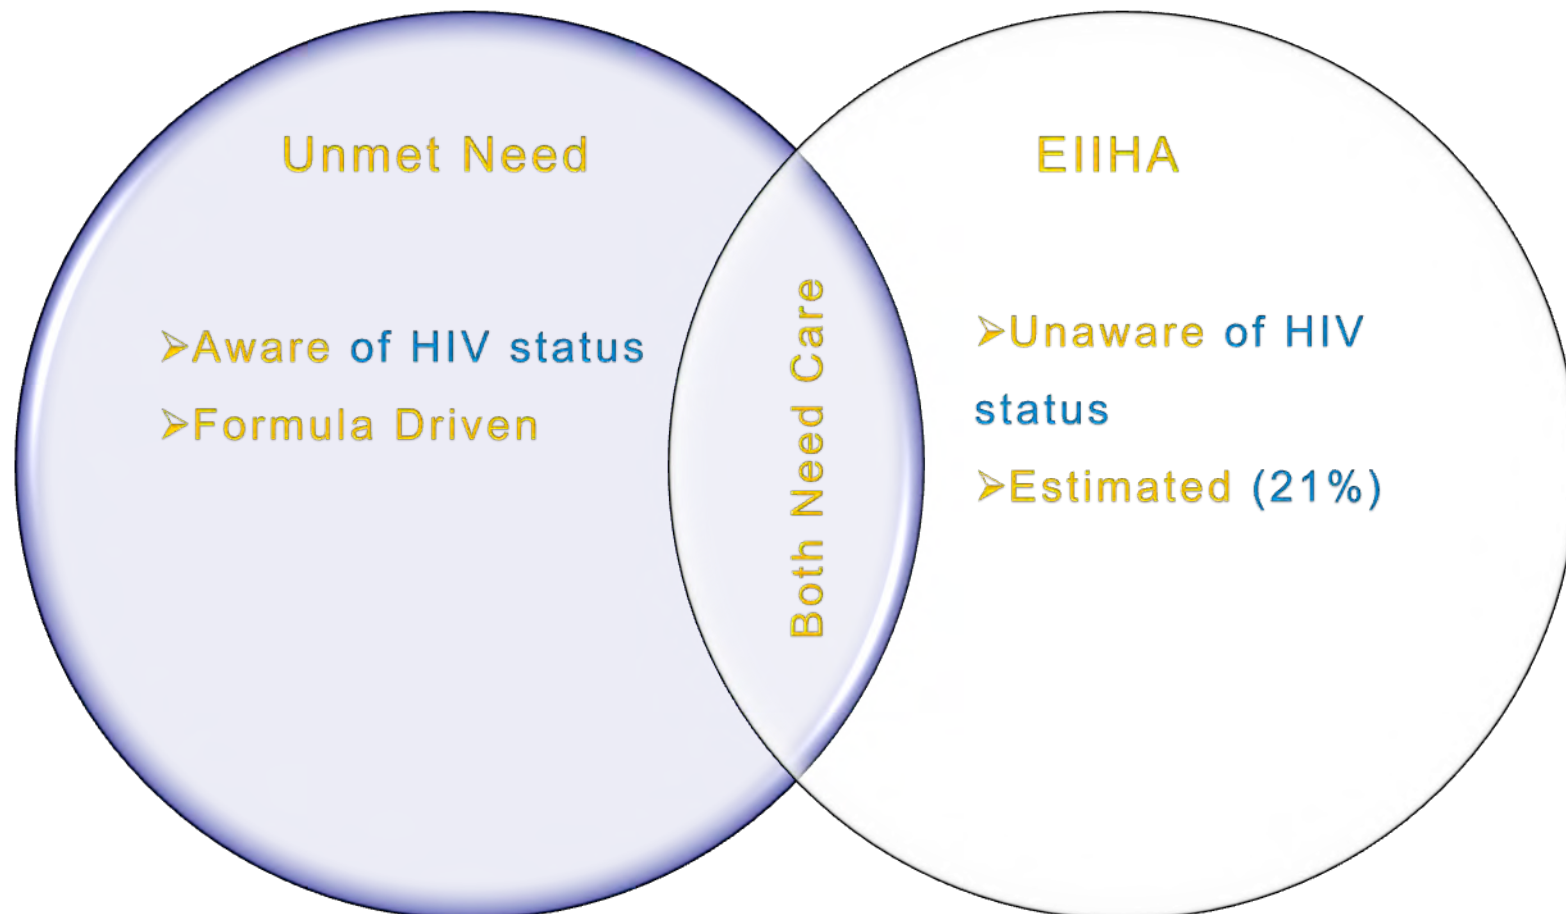 Unmet Need
➢Aware of HIV status
➢Formula Driven
Both Need Care
EIIHA
➢Unaware of HIV
status
➢Estimated (21%)